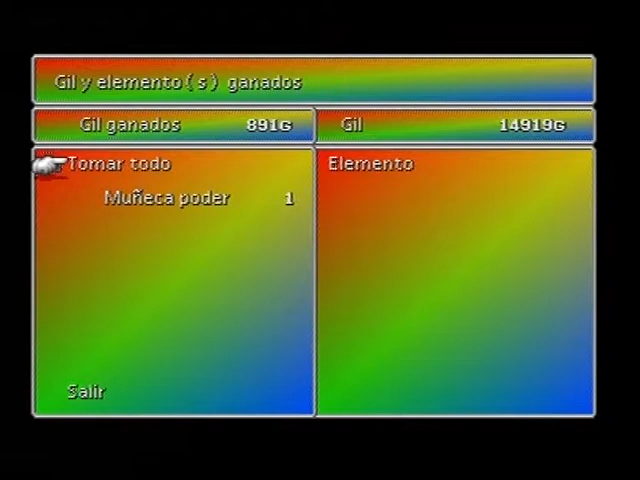 Gil y elemento(s) ganados
Gil ganados 891G
Gil 14919G
Tomar todo
Muñeca poder 1
Salir
Elemento